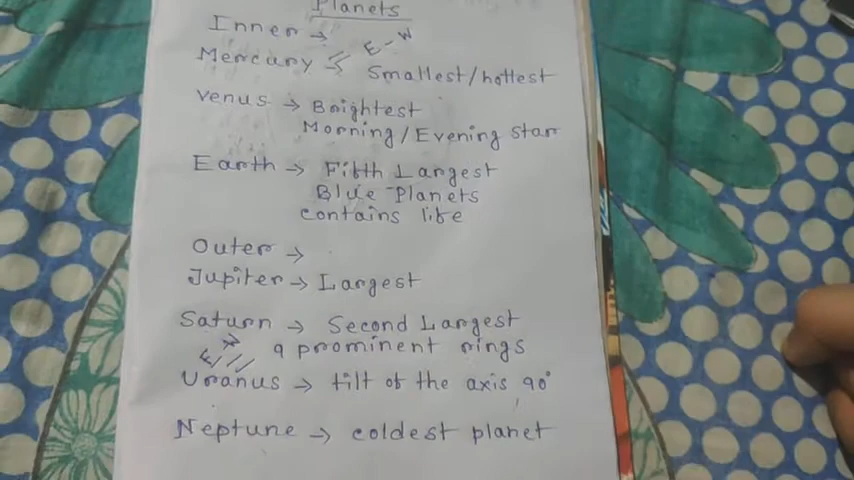 Planets
Inner →
E-W
Mercury → Smallest/hottest
Venus → Brightest
Morning/Evening Starr
Earth → Fifth Largest
Blue Planets
contains life
Outer →
Jupiter → Largest
Saturn → Second Largest
9 prominent rings
Uranus → tilt of the axis 90°
Neptune → coldest planet